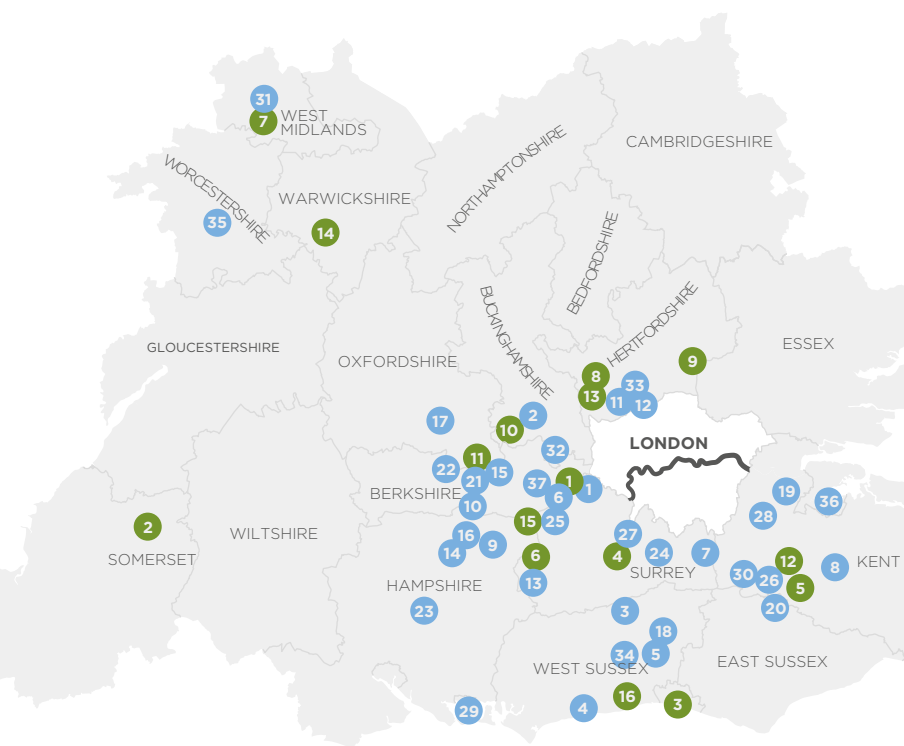 31
7
WEST
MIDLANDS
CAMBRIDGESHIRE
NORTHAMPTONSHIRE
WORCESTERSHIRE
WARWICKSHIRE
35
14
BEDFORDSHIRE
BUCKINGHAMSHIRE
HERTFORDSHIRE
GLOUCESTERSHIRE
ESSEX
OXFORDSHIRE
9
8
33
13
11
12
17
2
10
LONDON
32
11
22
15
21
37
1
1
6
BERKSHIRE
10
19
36
28
2
15
25
WILTSHIRE
16
27
9
14
24
7
SOMERSET
6
4
SURREY
12
KENT
8
30
26
5
13
HAMPSHIRE
23
3
20
18
34
5
WEST SUSSEX
EAST SUSSEX
16
3
4
29